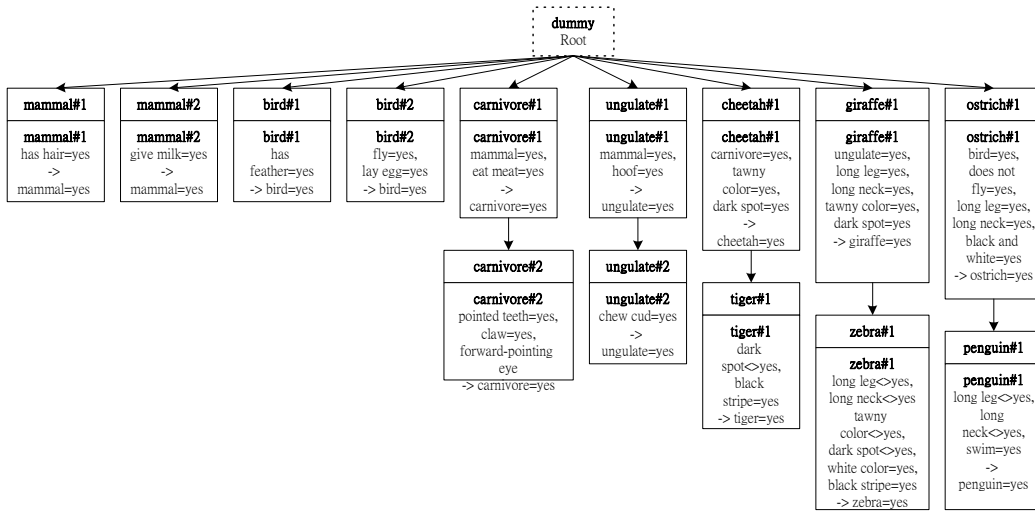 dummy
Root
mammal#1
mammal#1
has hair=yes
->
mammal=yes
mammal#2
mammal#2
give milk=yes
->
mammal=yes
bird#1
bird#1
has
feather=yes
-> bird=yes
bird#2
bird#2
fly=yes,
lay egg=yes
-> bird=yes
carnivore#1
carnivore#1
mammal=yes,
eat meat=yes
->
carnivore=yes
ungulate#1
ungulate#1
mammal=yes,
hoof=yes
->
ungulate=yes
cheetah#1
cheetah#1
carnivore=yes,
tawny
color=yes,
dark spot=yes
->
cheetah=yes
giraffe#1
giraffe#1
ungulate=yes,
long leg=yes,
long neck=yes,
tawny color=yes,
dark spot=yes
-> giraffe=yes
ostrich#1
ostrich#1
bird=yes,
does not
fly=yes,
long leg=yes,
long neck=yes,
black and
white=yes
-> ostrich=yes
carnivore#2
carnivore#2
pointed teeth=yes,
claw=yes,
forward-pointing
eye
-> carnivore=yes
ungulate#2
ungulate#2
chew cud=yes
->
ungulate=yes
tiger#1
tiger#1
dark
spot<>yes,
black
stripe=yes
-> tiger=yes
zebra#1
zebra#1
long leg<>yes,
long neck<>yes
tawny
color<>yes,
dark spot<>yes,
white color=yes,
black stripe=yes
-> zebra=yes
penguin#1
penguin#1
long leg<>yes,
long
neck<>yes,
swim=yes
->
penguin=yes